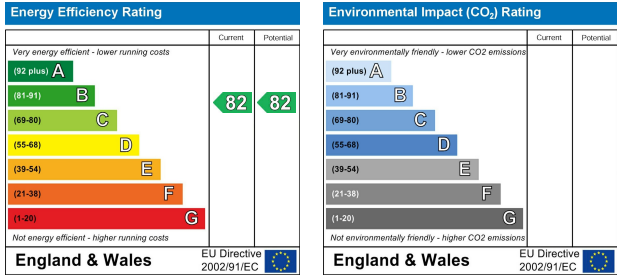 Energy Efficiency Rating
Current Potential
Very energy efficient - lower running costs
(92 plus) A
(81-91) B
82 82
(69-80) C
(55-68) D
(39-54) E
(21-38) F
(1-20) G
Not energy efficient - higher running costs
England & Wales
EU Directive
2002/91/EC
Environmental Impact (CO2) Rating
Current Potential
Very environmentally friendly - lower CO2 emissions
(92 plus) A
(81-91) B
(69-80) C
(55-68) D
(39-54) E
(21-38) F
(1-20) G
Not environmentally friendly - higher CO2 emissions
England & Wales
EU Directive
2002/91/EC